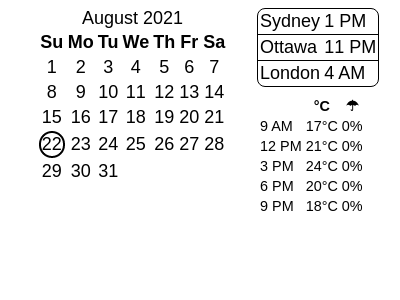 August 2021
Su Mo Tu We Th Fr Sa
1 2 3 4 5 6 7
8 9 10 11 12 13 14
15 16 17 18 19 20 21
22 23 24 25 26 27 28
29 30 31
Sydney 1 PM
Ottawa 11 PM
London 4 AM
°C ☂
9 AM 17°C 0%
12 PM 21°C 0%
3 PM 24°C 0%
6 PM 20°C 0%
9 PM 18°C 0%